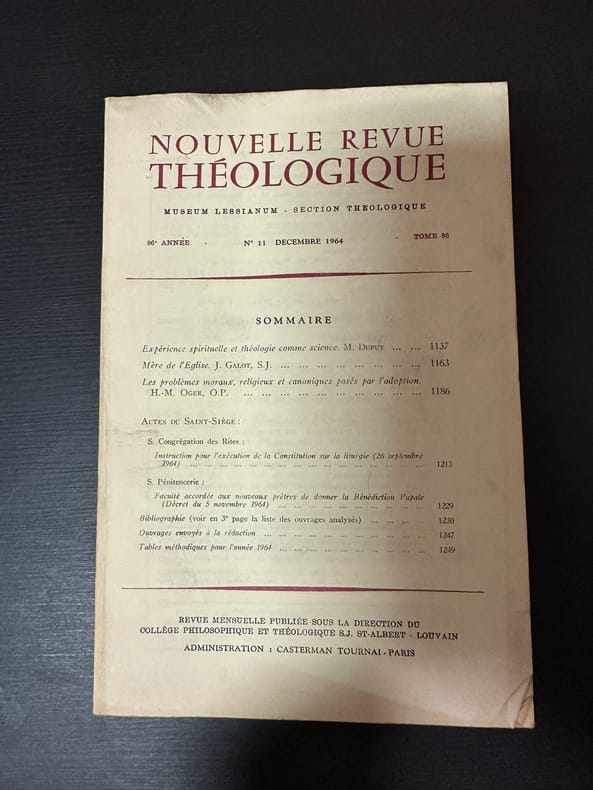 NOUVELLE REVUE
THÉOLOGIQUE
MUSEUM LESSIANUM - SECTION THEOLOGIQUE
96e ANNÉE - N° 11 DÉCEMBRE 1964 - TOME 86
SOMMAIRE
Expérience spirituelle et théologie comme science. M. DUPUY ... ... 1137
Mère de l'Eglise. J. GALOT, S.J. ... ... ... ... ... ... ... ... ... 1163
Les problèmes moraux, religieux et canoniques posés par l'adoption.
H.-M. OGER, O.P. ... ... ... ... ... ... ... ... ... ... ... 1186
ACTES DU SAINT-SIÈGE :
S. Congrégation des Rites :
Instruction pour l'exécution de la Constitution sur la liturgie (26 septembre
1964) ... ... ... ... ... ... ... ... ... ... ... ... ... 1213
S. Pénitencerie :
Faculté accordée aux nouveaux prêtres de donner la Bénédiction Papale
(Décret du 5 novembre 1964) ... ... ... ... ... ... ... ... 1229
Bibliographie (voir en 3e page la liste des ouvrages analysés) ... ... ... 1230
Ouvrages envoyés à la rédaction ... ... ... ... ... ... ... ... ... 1247
Tables méthodiques pour l'année 1964 ... ... ... ... ... ... ... ... 1249
REVUE MENSUELLE PUBLIÉE SOUS LA DIRECTION DU
COLLÈGE PHILOSOPHIQUE ET THÉOLOGIQUE S.J. ST-ALBERT - LOUVAIN
ADMINISTRATION : CASTERMAN TOURNAI - PARIS